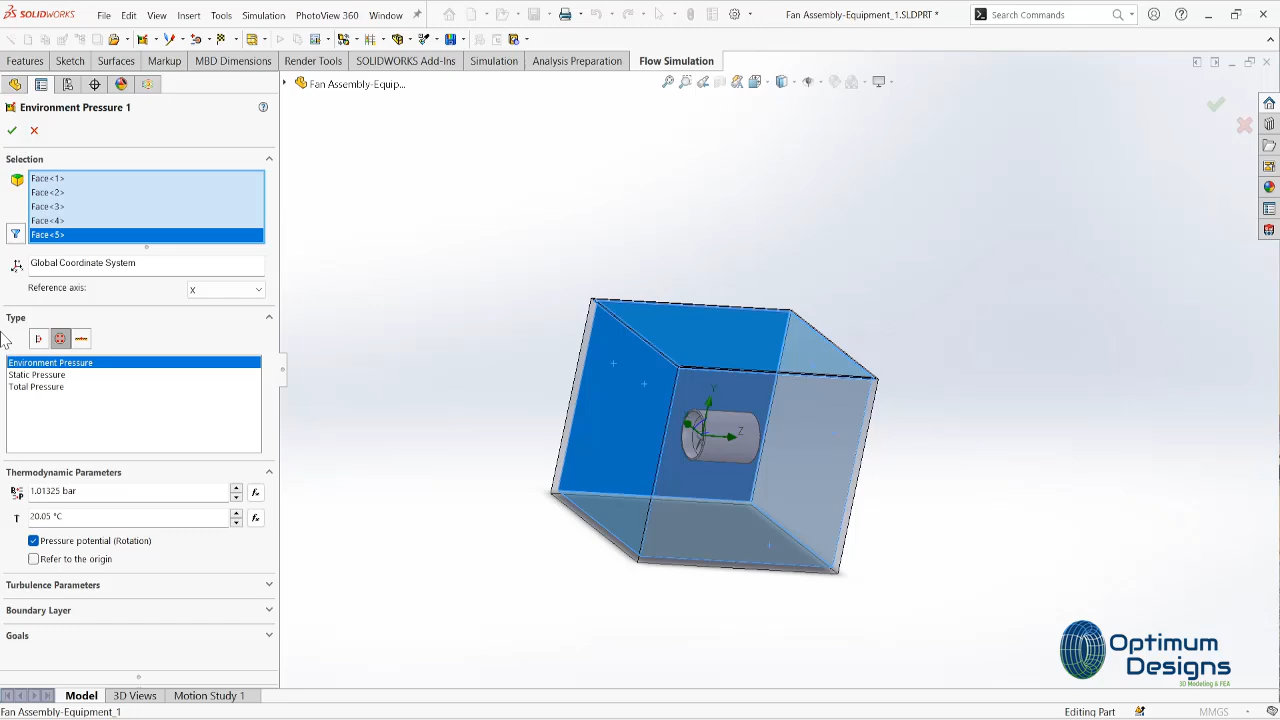 SOLIDWORKS File Edit View Insert Tools Simulation PhotoView 360 Window Fan Assembly-Equipment_1.SLDPRT * Search Commands
Features Sketch Surfaces Markup MBD Dimensions Render Tools SOLIDWORKS Add-Ins Simulation Analysis Preparation Flow Simulation
Fan Assembly-Equip...
Environment Pressure 1
Selection
Face<1>
Face<2>
Face<3>
Face<4>
Face<5>
Global Coordinate System
Reference axis: X
Type
Environment Pressure
Static Pressure
Total Pressure
Thermodynamic Parameters
1.01325 bar
T 20.05 °C
Pressure potential (Rotation)
Refer to the origin
Turbulence Parameters
Boundary Layer
Goals
Y
Z
Optimum
Designs
3D Modeling & FEA
Model 3D Views Motion Study 1
Fan Assembly-Equipment_1 Editing Part MMGS